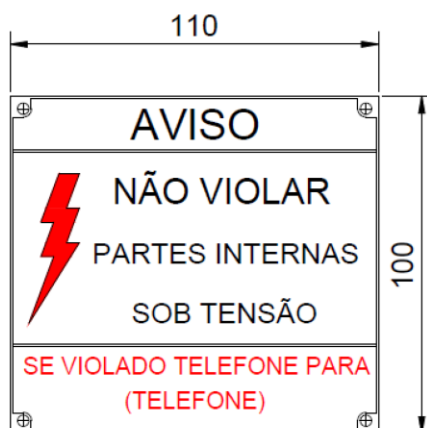 110
AVISO
NÃO VIOLAR
PARTES INTERNAS
SOB TENSÃO
100
SE VIOLADO TELEFONE PARA
(TELEFONE)